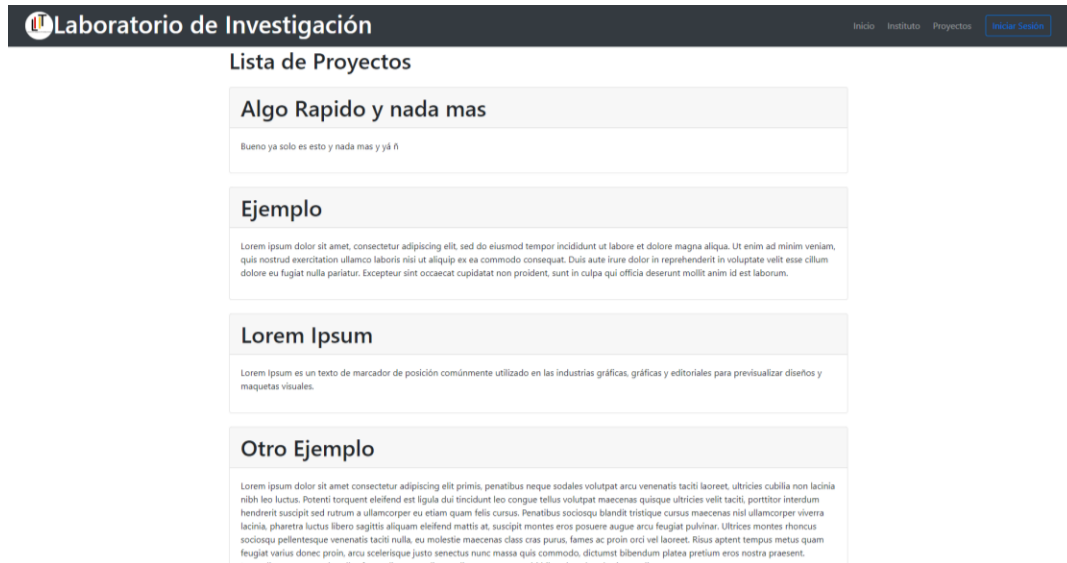 Laboratorio de Investigación
Inicio Instituto Proyectos Iniciar Sesión
Lista de Proyectos
Algo Rapido y nada mas
Bueno ya solo es esto y nada mas y yá ñ
Ejemplo
Lorem ipsum dolor sit amet, consectetur adipiscing elit, sed do eiusmod tempor incididunt ut labore et dolore magna aliqua. Ut enim ad minim veniam,
quis nostrud exercitation ullamco laboris nisi ut aliquip ex ea commodo consequat. Duis aute irure dolor in reprehenderit in voluptate velit esse cillum
dolore eu fugiat nulla pariatur. Excepteur sint occaecat cupidatat non proident, sunt in culpa qui officia deserunt mollit anim id est laborum.
Lorem Ipsum
Lorem Ipsum es un texto de marcador de posición comúnmente utilizado en las industrias gráficas, gráficas y editoriales para previsualizar diseños y
maquetas visuales.
Otro Ejemplo
Lorem ipsum dolor sit amet consectetur adipiscing elit primis, penatibus neque sodales volutpat arcu venenatis taciti laoreet, ultricies cubilia non lacinia
nibh leo luctus. Potenti torquent eleifend est ligula dui tincidunt leo congue tellus volutpat maecenas quisque ultricies velit taciti, porttitor interdum
hendrerit suscipit sed rutrum a ullamcorper eu etiam quam felis cursus. Penatibus sociosqu blandit tristique cursus maecenas nisl ullamcorper viverra
lacinia, pharetra luctus libero sagittis aliquam eleifend mattis at, suscipit montes eros posuere augue arcu feugiat pulvinar. Ultrices montes rhoncus
sociosqu pellentesque venenatis taciti nulla, eu molestie maecenas class cras purus, fames ac proin orci vel laoreet. Risus aptent tempus metus quam
feugiat varius donec proin, arcu scelerisque justo senectus nunc massa quis commodo, dictumst bibendum platea pretium eros nostra praesent.